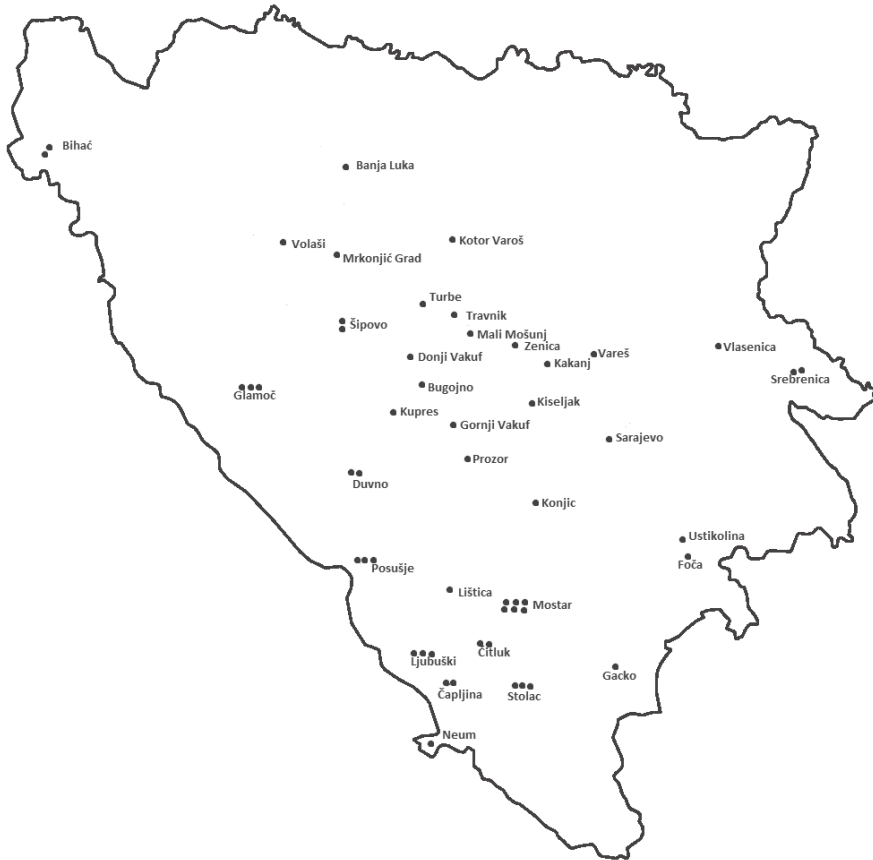 Bihać
Banja Luka
Volaši
Kotor Varoš
Mrkonjić Grad
Turbe
Travnik
Šipovo
Mali Mošunj
Zenica
Vareš
Vlasenica
Donji Vakuf
Kakanj
Srebrenica
Glamoč
Bugojno
Kiseljak
Kupres
Gornji Vakuf
Sarajevo
Prozor
Duvno
Konjic
Ustikolina
Foča
Posušje
Lištica
Mostar
Čitluk
Ljubuški
Gacko
Čapljina
Stolac
Neum